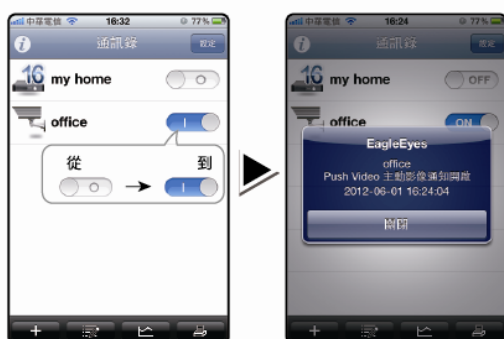 中華電信 16:32 77%
通訊錄 設定
16 my home
office
從 到
中華電信 16:24 77%
通訊錄 設定
16 my home OFF
office ON
EagleEyes
office
Push Video 主動影像通知開啟
2012-06-01 16:24:04
關閉